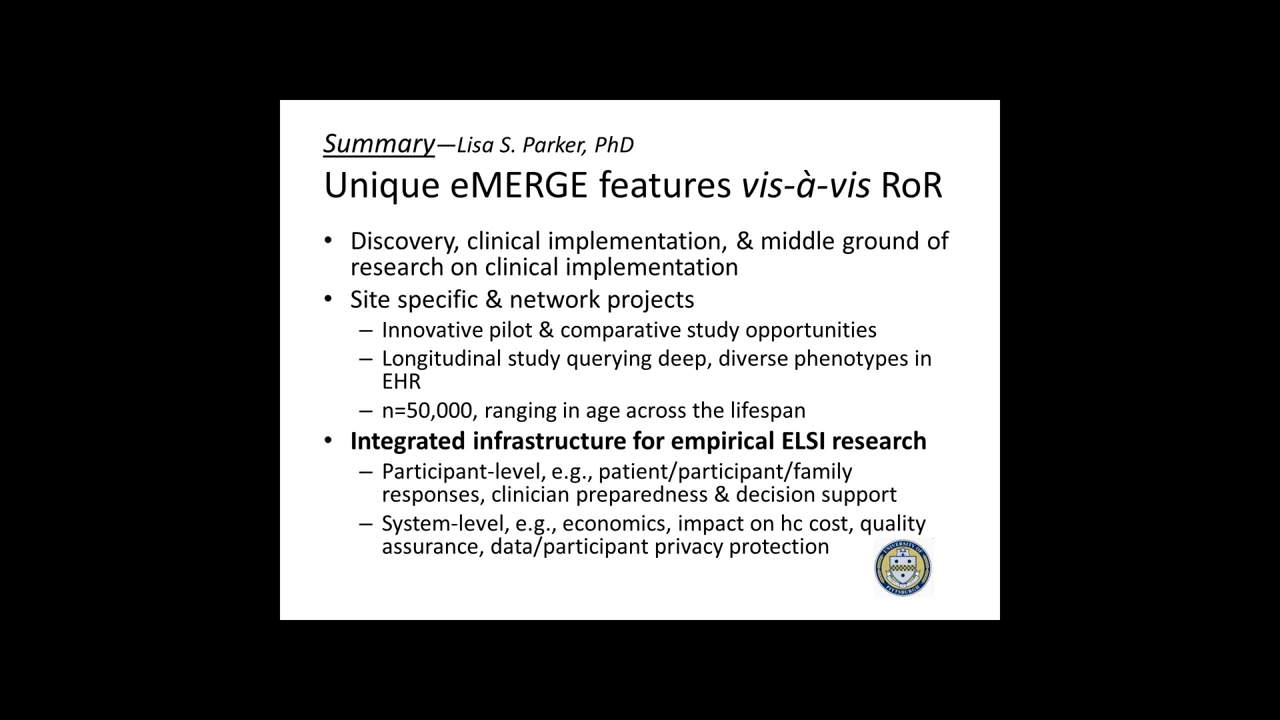 Summary—Lisa S. Parker, PhD
Unique eMERGE features vis-à-vis RoR
• Discovery, clinical implementation, & middle ground of
research on clinical implementation
• Site specific & network projects
– Innovative pilot & comparative study opportunities
– Longitudinal study querying deep, diverse phenotypes in
EHR
– n=50,000, ranging in age across the lifespan
• Integrated infrastructure for empirical ELSI research
– Participant-level, e.g., patient/participant/family
responses, clinician preparedness & decision support
– System-level, e.g., economics, impact on hc cost, quality
assurance, data/participant privacy protection
UNIVERSITY OF
PITTSBURGH